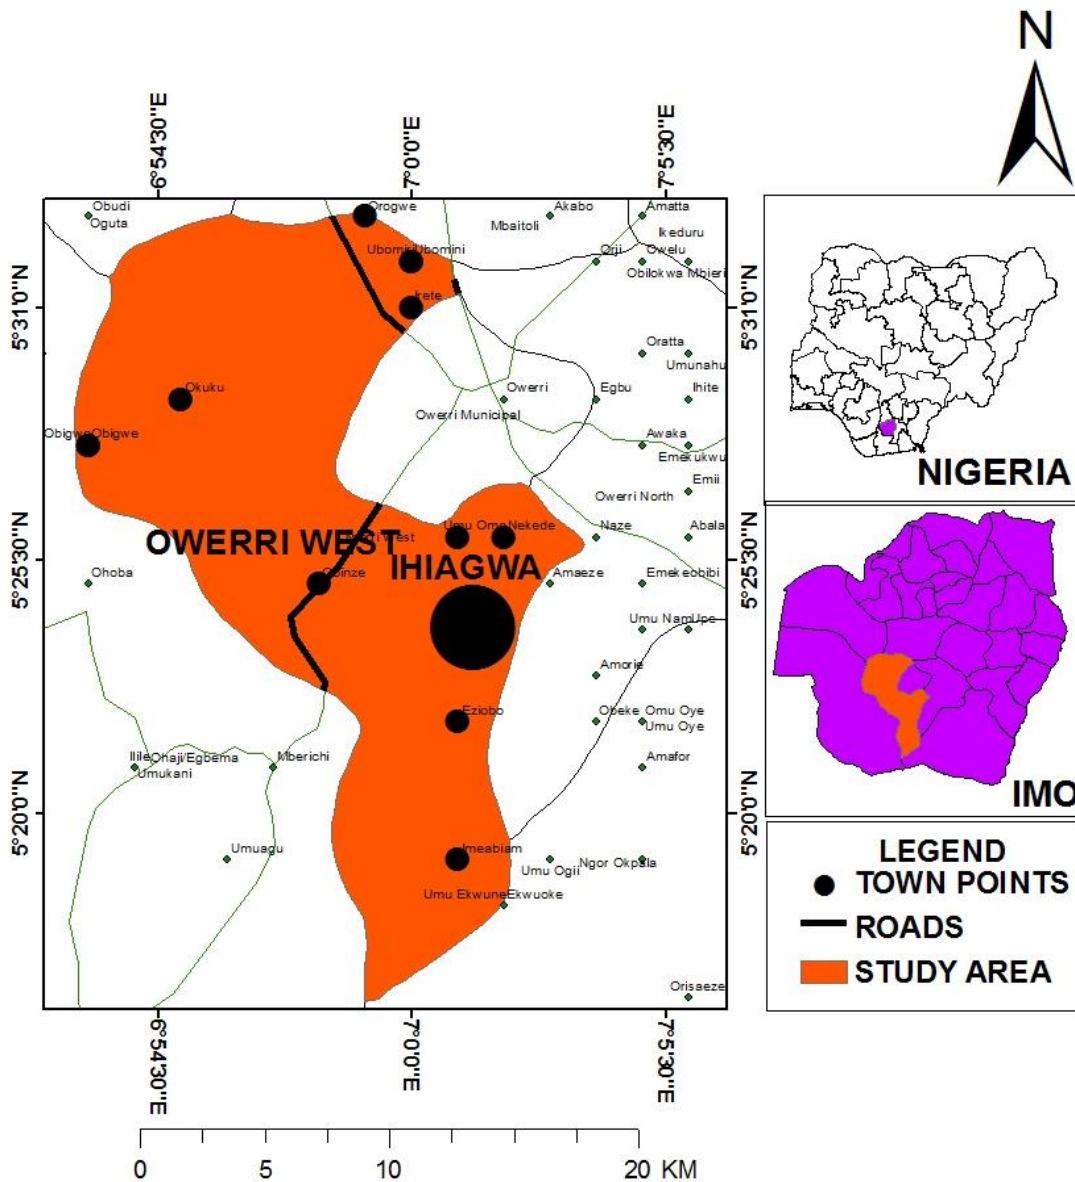 N
6°54'30"E
7°0'0"E
7°5'30"E
Obudi
Oguta
Orogwe
Akabo
Amatta
Mbaitoli
Ikeduru
Ubomiri Ubomini
Orji
Owelu
Obilokwa Mbieri
Irete
5°31'0"N
5°31'0"N
Oratta
Umunahu
Okuku
Owerri
Egbu
Ihite
Owerri Municipal
Obigwe Obigwe
Awaka
Emekukwu
Emii
Owerri North
Umu Oma Nekede
Naze
Abala
OWERRI WEST
IHIAGWA
5°25'30"N
5°25'30"N
Ohoba
Obinze
Amaeze
Emekeohibi
Umu Nam Upe
Amorie
Eziobo
Obeke
Omu Oye
Umu Oye
Ilile
Ohaji/Egbema
Umukani
Mberichi
Amafor
5°20'0"N
5°20'0"N
Umuagu
Imeabiam
Umu Ogii
Ngor Okpala
Umu Ekwune Ekwuoke
Orisaeze
6°54'30"E
7°0'0"E
7°5'30"E
0
5
10
20 KM
NIGERIA
IMO
LEGEND
TOWN POINTS
ROADS
STUDY AREA